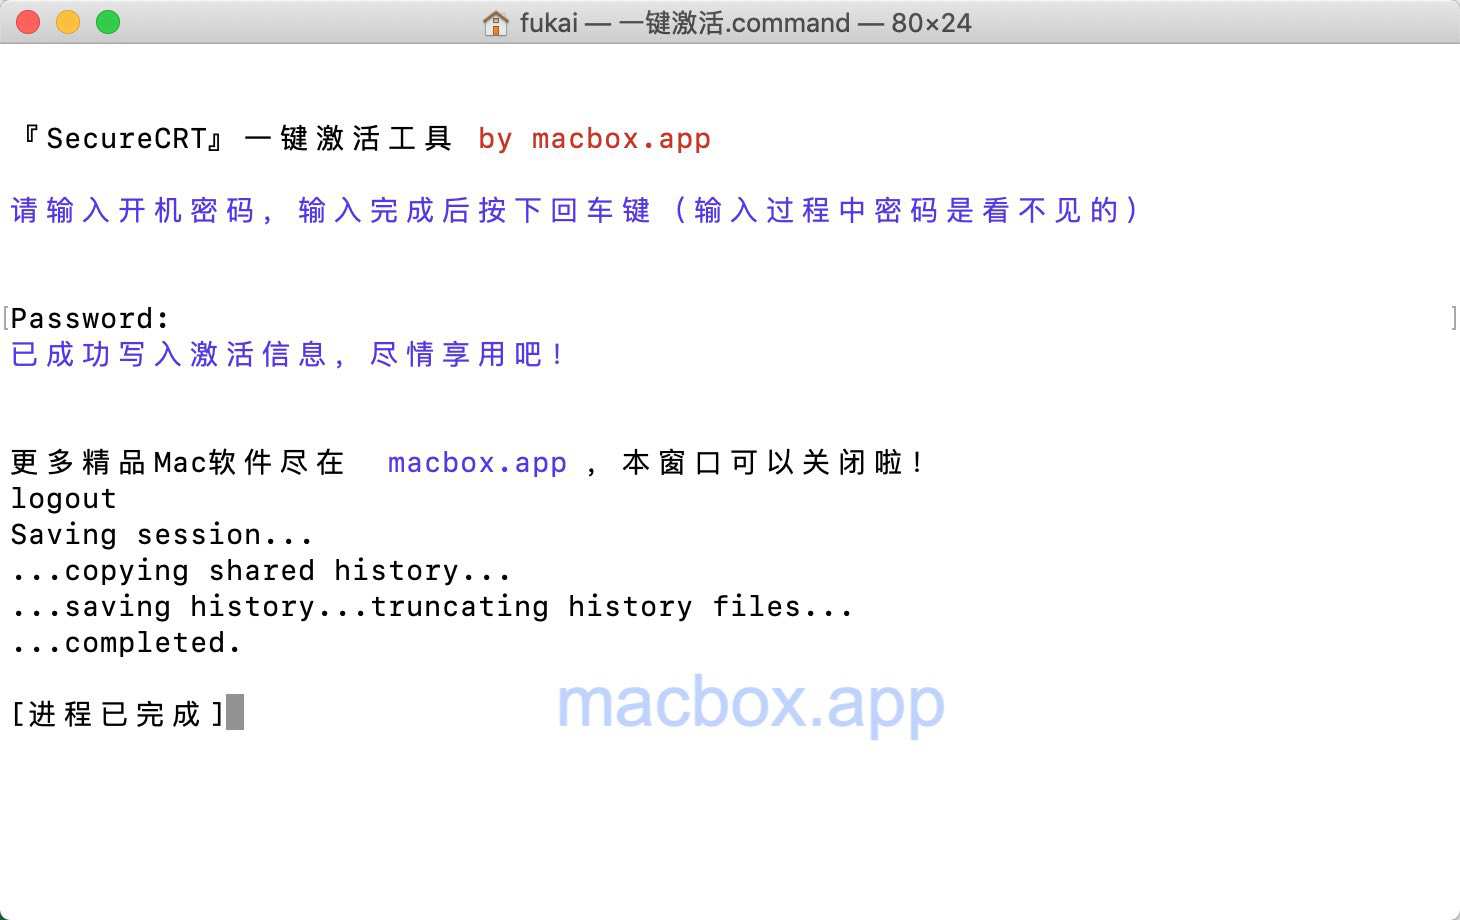 fukai — 一键激活.command — 80×24
『SecureCRT』一键激活工具 by macbox.app
请输入开机密码，输入完成后按下回车键（输入过程中密码是看不见的）
[Password: ]
已成功写入激活信息，尽情享用吧！
更多精品Mac软件尽在 macbox.app ，本窗口可以关闭啦！
logout
Saving session...
...copying shared history...
...saving history...truncating history files...
...completed.
[进程已完成]
macbox.app